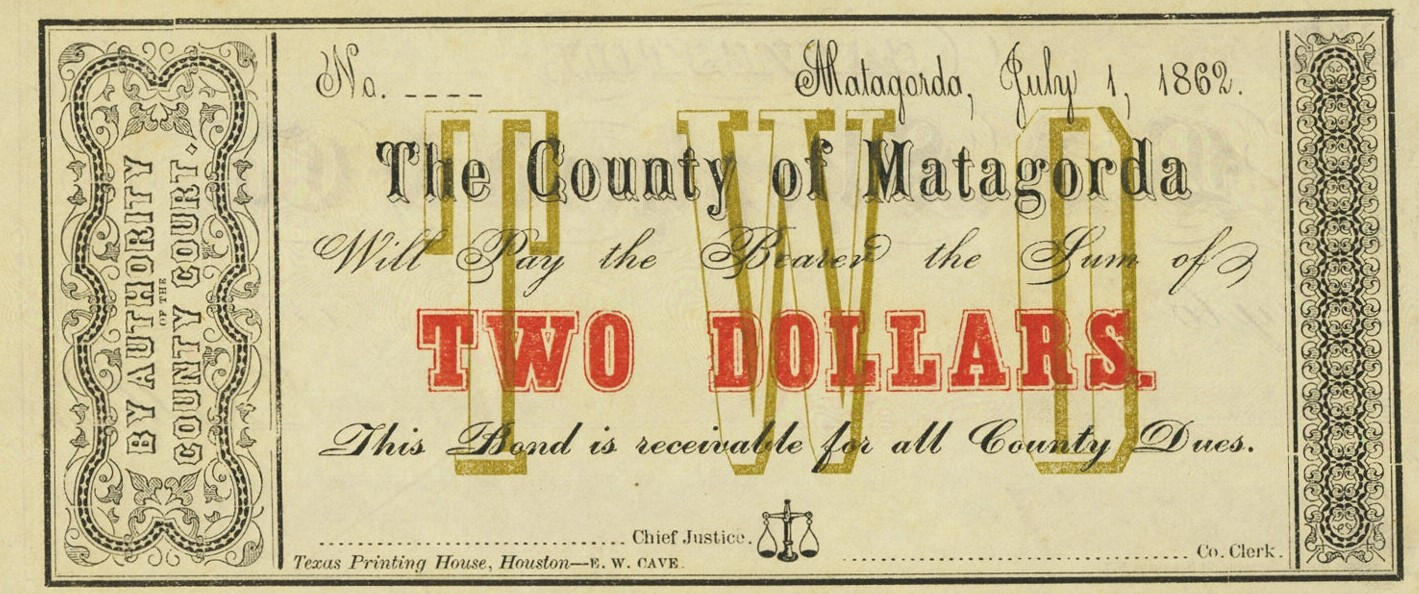 BY AUTHORITY
OF THE
COUNTY COURT.
No. ----
Matagorda, July 1, 1862.
TWO
The County of Matagorda
Will Pay the Bearer the Sum of
TWO DOLLARS.
This Bond is receivable for all County Dues.
Chief Justice.
Co. Clerk.
Texas Printing House, Houston—E. W. CAVE.